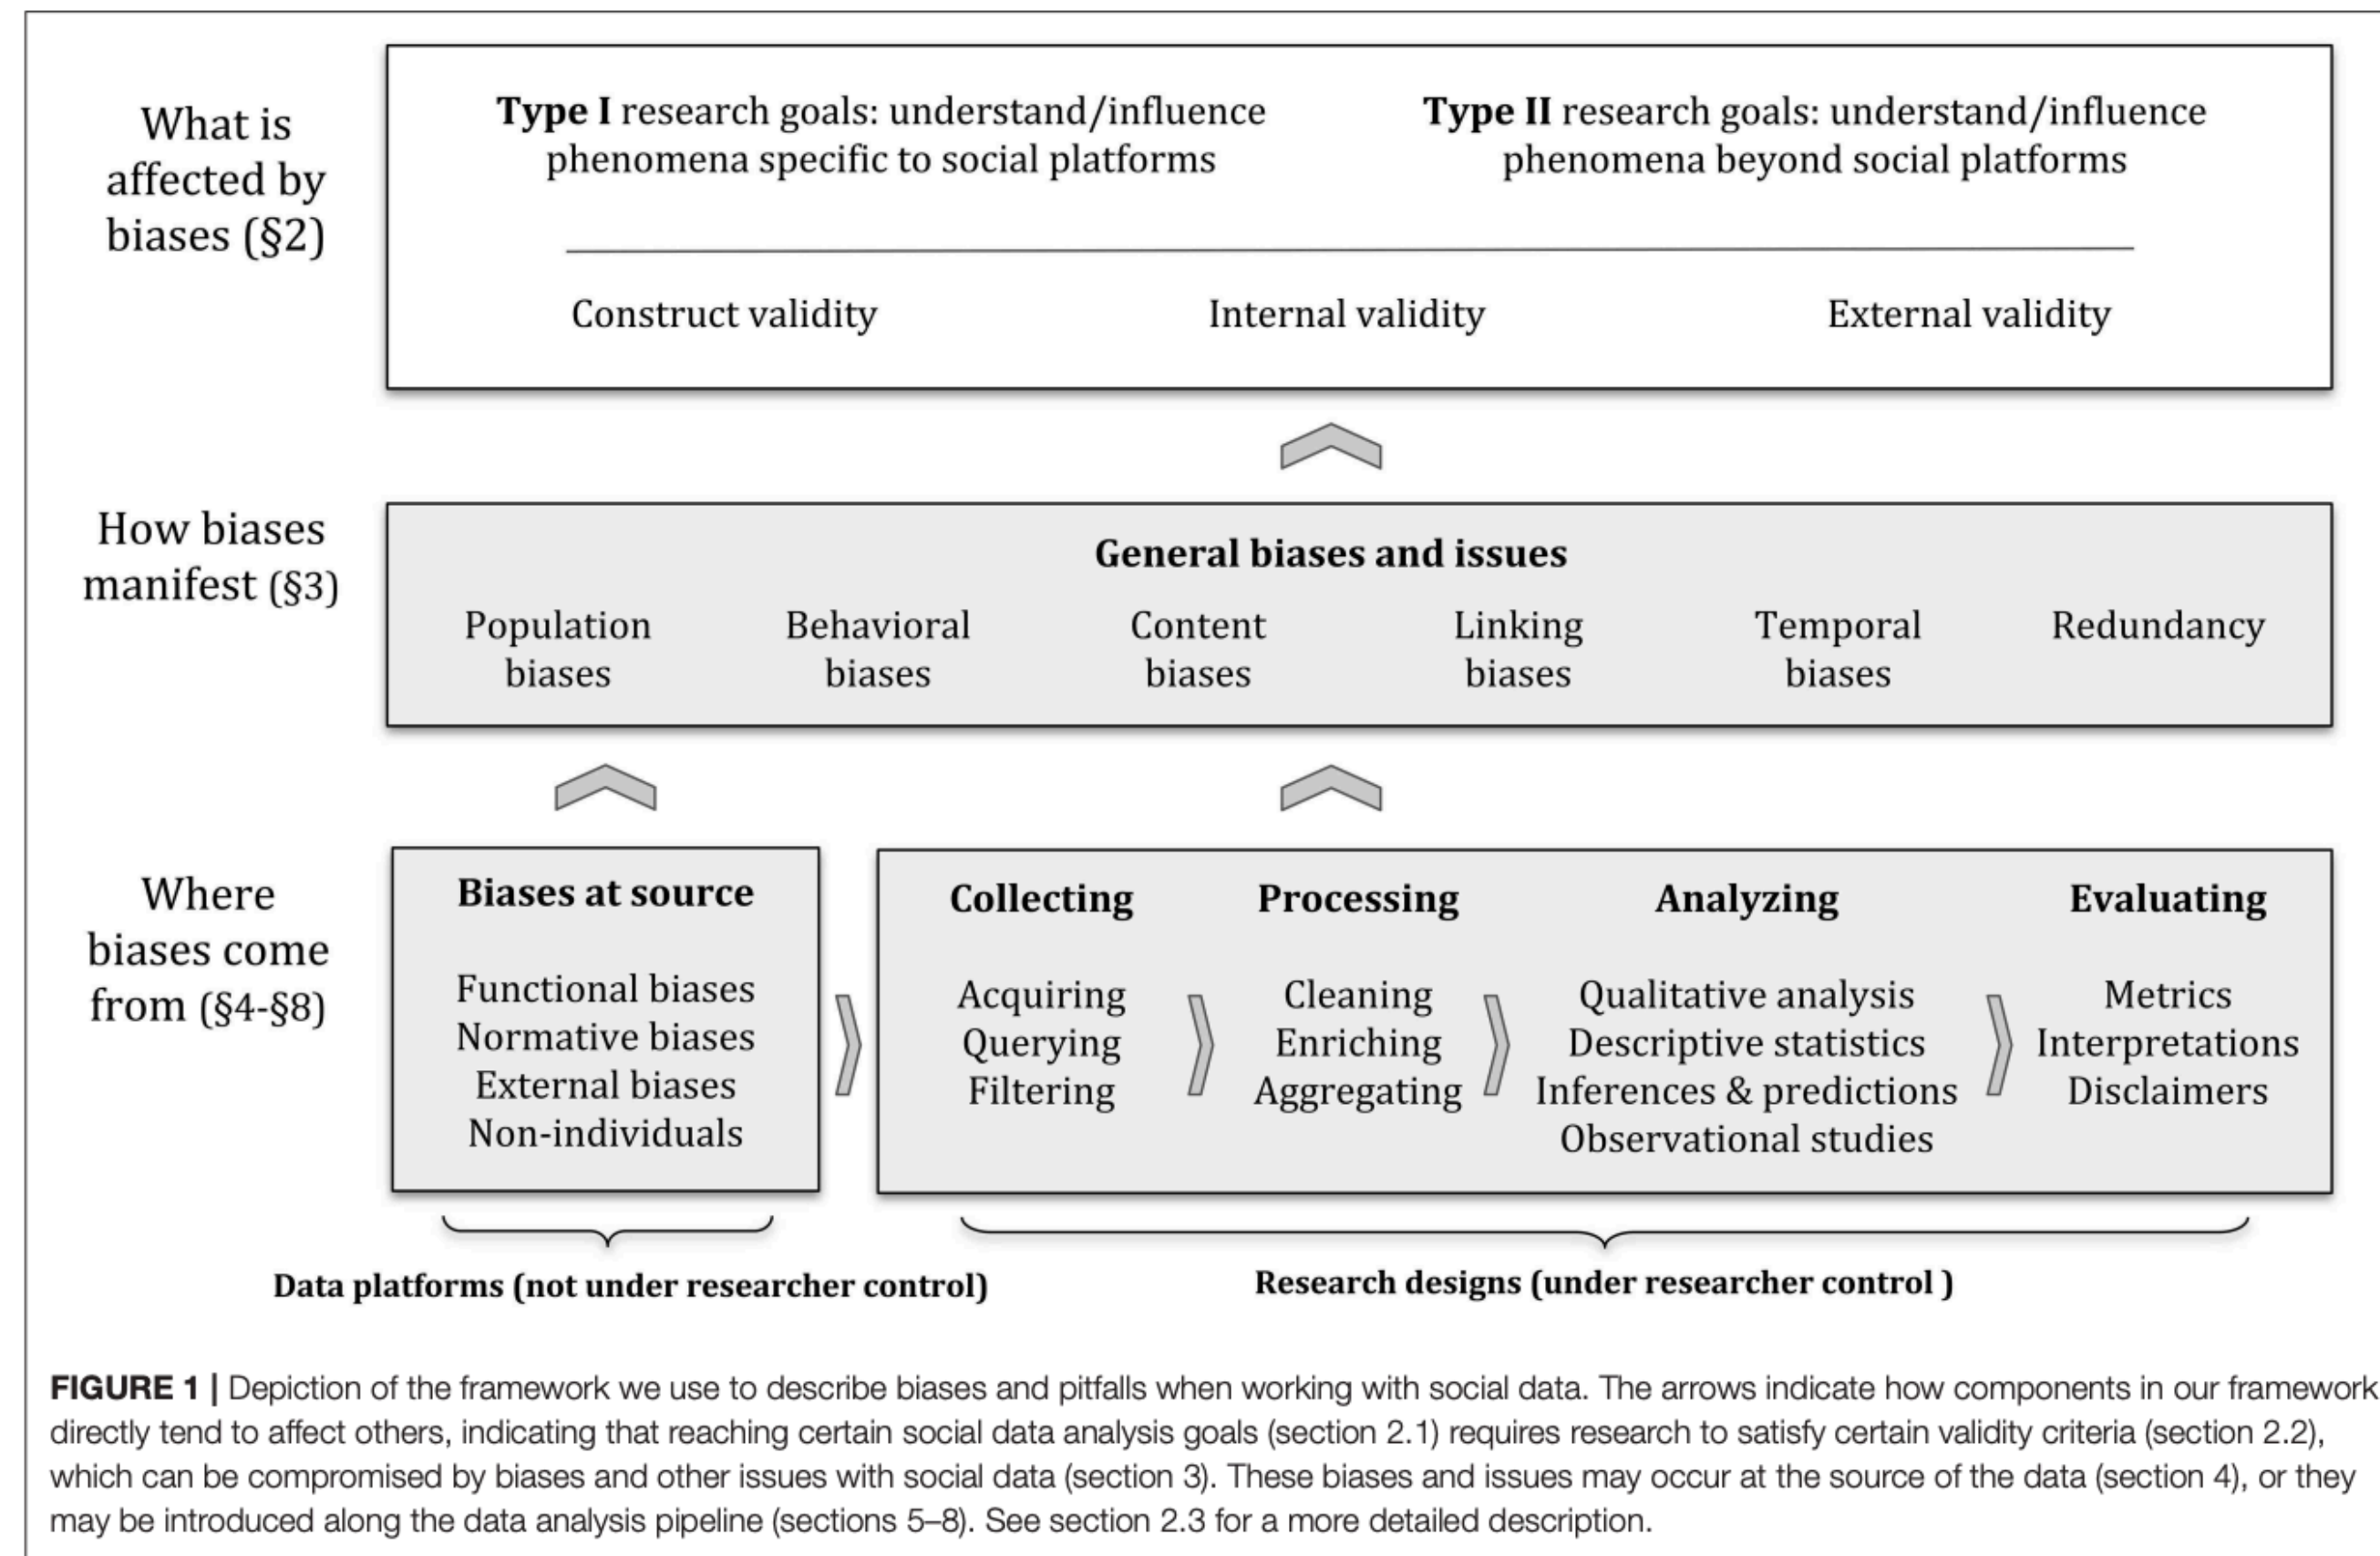 What is
affected by
biases (§2)
Type I research goals: understand/influence
phenomena specific to social platforms
Type II research goals: understand/influence
phenomena beyond social platforms
Construct validity
Internal validity
External validity
How biases
manifest (§3)
General biases and issues
Population
biases
Behavioral
biases
Content
biases
Linking
biases
Temporal
biases
Redundancy
Where
biases come
from (§4-§8)
Biases at source
Functional biases
Normative biases
External biases
Non-individuals
Collecting
Acquiring
Querying
Filtering
Processing
Cleaning
Enriching
Aggregating
Analyzing
Qualitative analysis
Descriptive statistics
Inferences & predictions
Observational studies
Evaluating
Metrics
Interpretations
Disclaimers
Data platforms (not under researcher control)
Research designs (under researcher control )
FIGURE 1 | Depiction of the framework we use to describe biases and pitfalls when working with social data. The arrows indicate how components in our framework
directly tend to affect others, indicating that reaching certain social data analysis goals (section 2.1) requires research to satisfy certain validity criteria (section 2.2),
which can be compromised by biases and other issues with social data (section 3). These biases and issues may occur at the source of the data (section 4), or they
may be introduced along the data analysis pipeline (sections 5–8). See section 2.3 for a more detailed description.